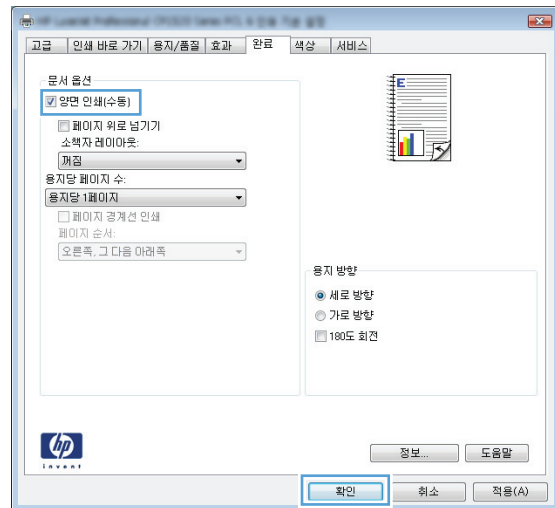 고급 인쇄 바로 가기 용지/품질 효과 완료 색상 서비스
문서 옵션
양면 인쇄(수동)
페이지 위로 넘기기
소책자 레이아웃:
꺼짐
용지당 페이지 수:
용지당 1페이지
페이지 경계선 인쇄
페이지 순서:
오른쪽, 그 다음 아래쪽
E
용지 방향
세로 방향
가로 방향
180도 회전
hp
invent
정보... 도움말
확인 취소 적용(A)